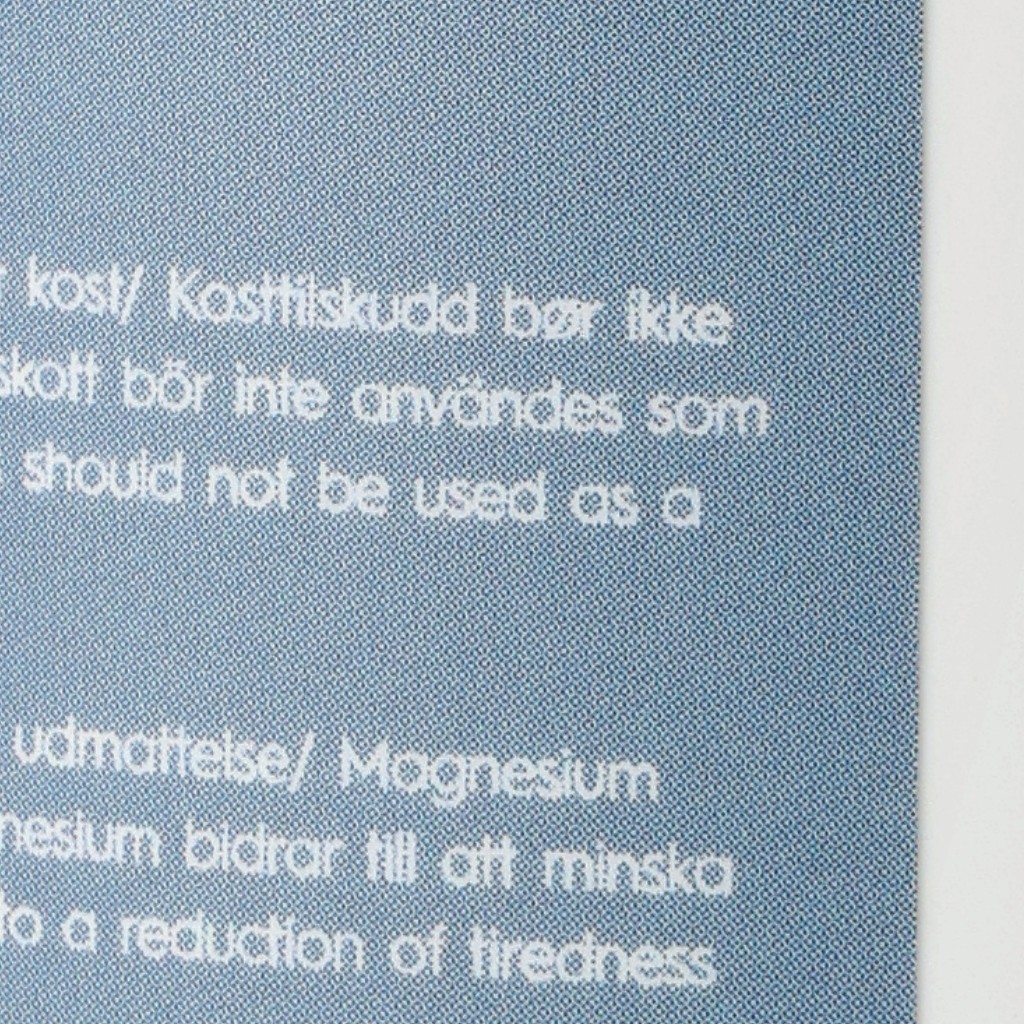 kost/ Kosttilskudd bør ikke
skott bör inte användes som
should not be used as a
udmattelse/ Magnesium
nesium bidrar till att minska
to a reduction of tiredness